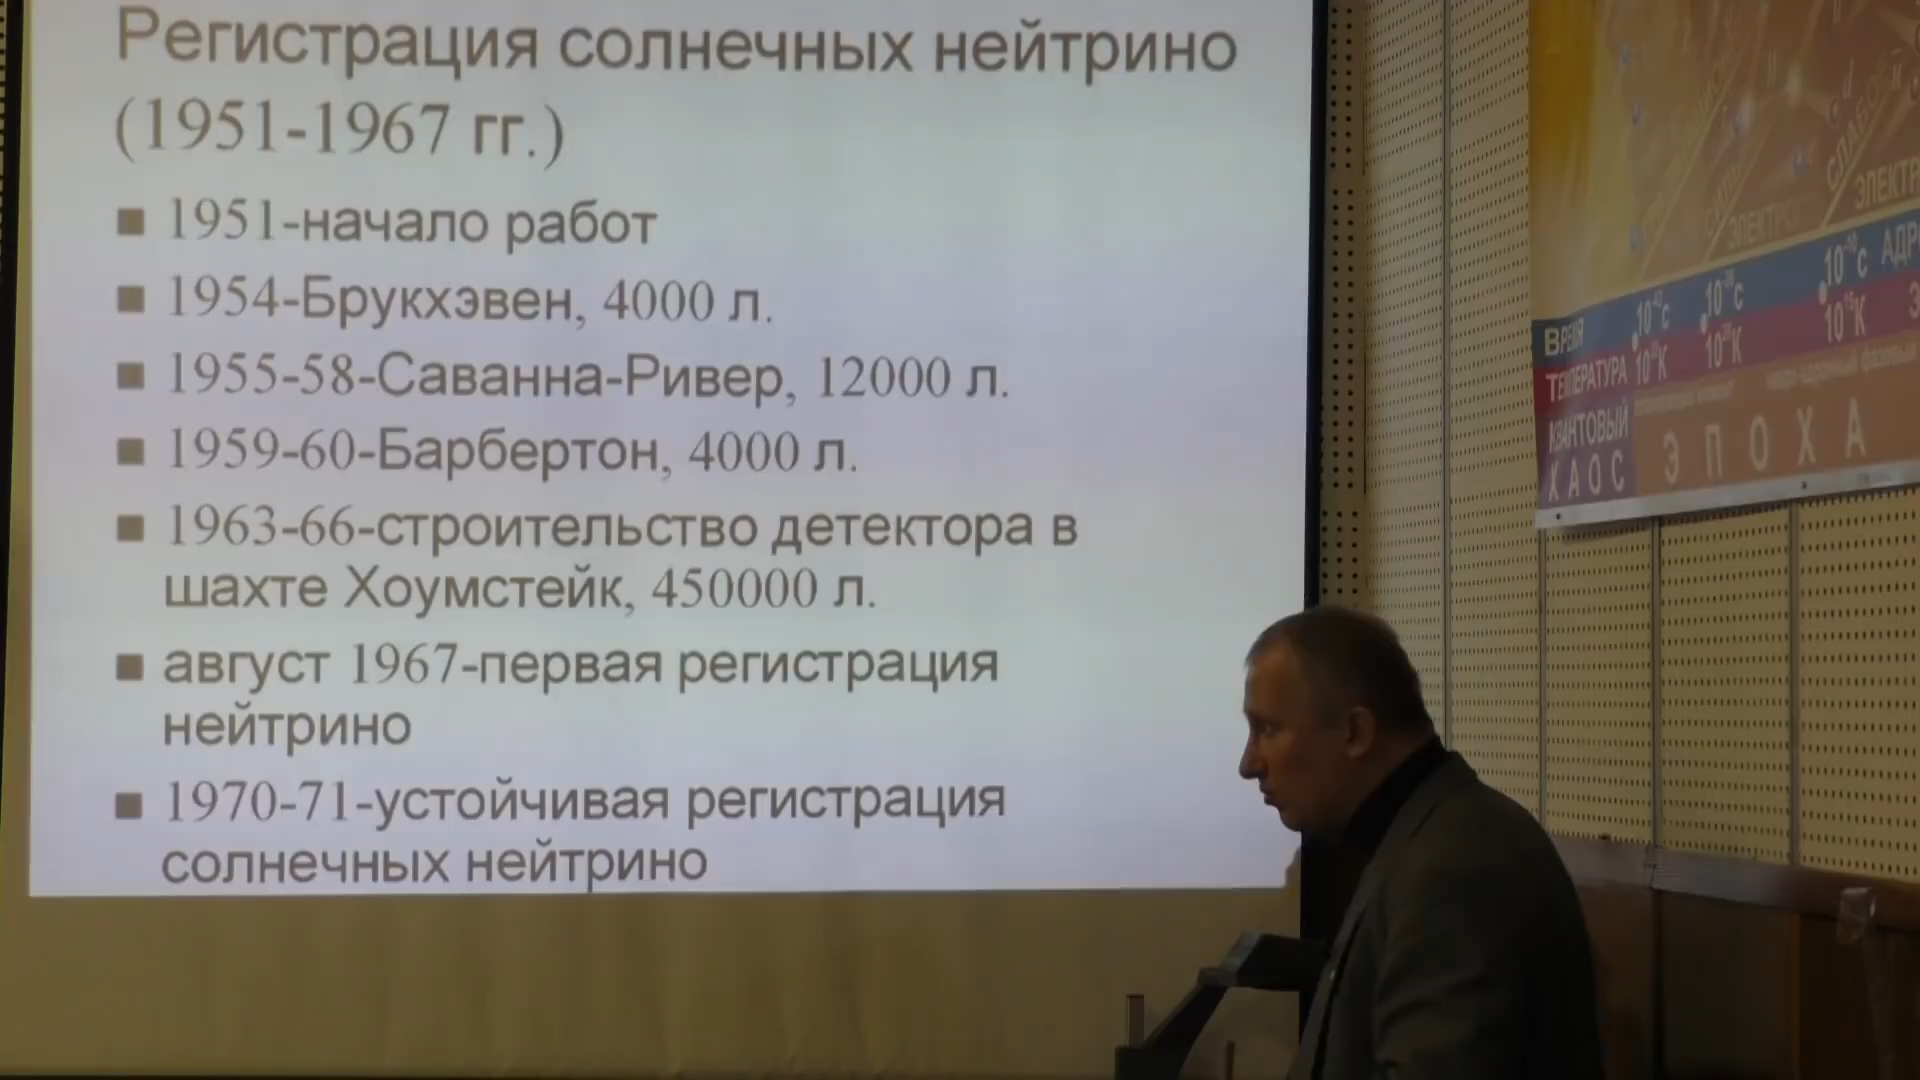 Регистрация солнечных нейтрино
(1951-1967 гг.)
■ 1951-начало работ
■ 1954-Брукхэвен, 4000 л.
■ 1955-58-Саванна-Ривер, 12000 л.
■ 1959-60-Барбертон, 4000 л.
■ 1963-66-строительство детектора в
шахте Хоумстейк, 450000 л.
■ август 1967-первая регистрация
нейтрино
■ 1970-71-устойчивая регистрация
солнечных нейтрино
ЭЛЕКТРО
ВРЕМЯ
ТЕМПЕРАТУРА
КВАНТОВЫЙ
ХАОС
ЭПОХА